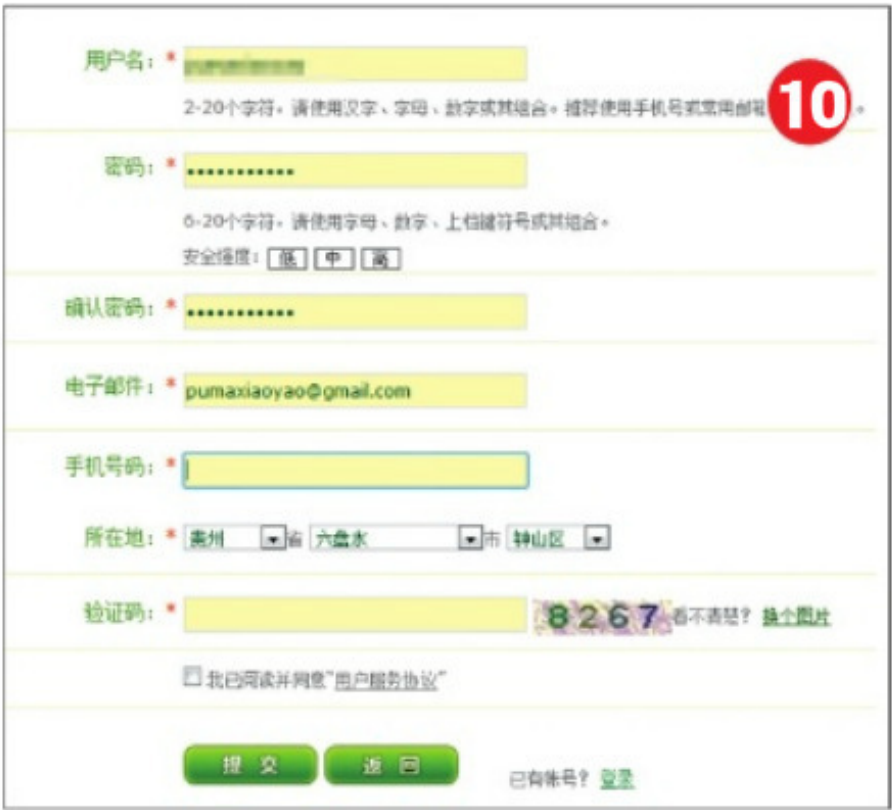 用户名：*
10
2-20个字符。请使用汉字、字母、数字或其组合。推荐使用手机号或常用邮箱。
密码：* •••••••••••
6-20个字符。请使用字母、数字、上档键符号或其组合。
安全强度：低 中 高
确认密码：* •••••••••••
电子邮件：* pumaxiaoyao@gmail.com
手机号码：*
所在地：* 贵州 省 六盘水 市 钟山区
验证码：* 8267 看不清楚？ 换个图片
我已阅读并同意"用户服务协议"
提交 返回 已有账号？ 登录